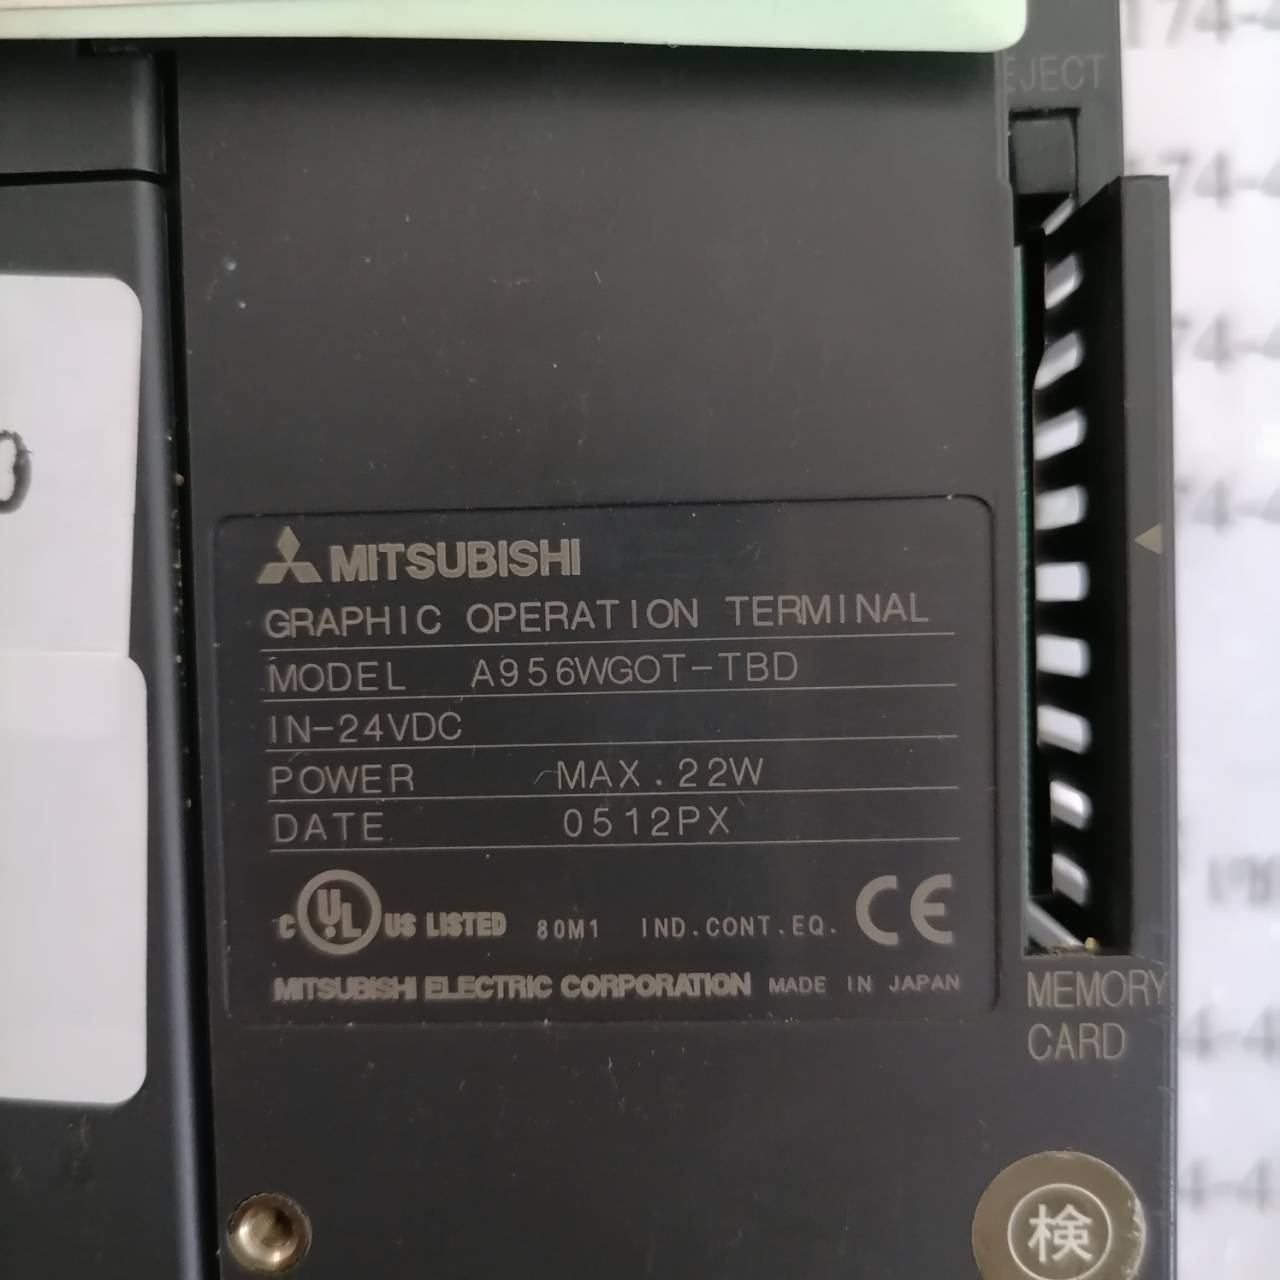 EJECT
MITSUBISHI
GRAPHIC OPERATION TERMINAL
MODEL A956WGOT-TBD
IN-24VDC
POWER MAX.22W
DATE 0512PX
C UL US LISTED 80M1 IND.CONT.EQ. CE
MITSUBISHI ELECTRIC CORPORATION MADE IN JAPAN
MEMORY
CARD
検